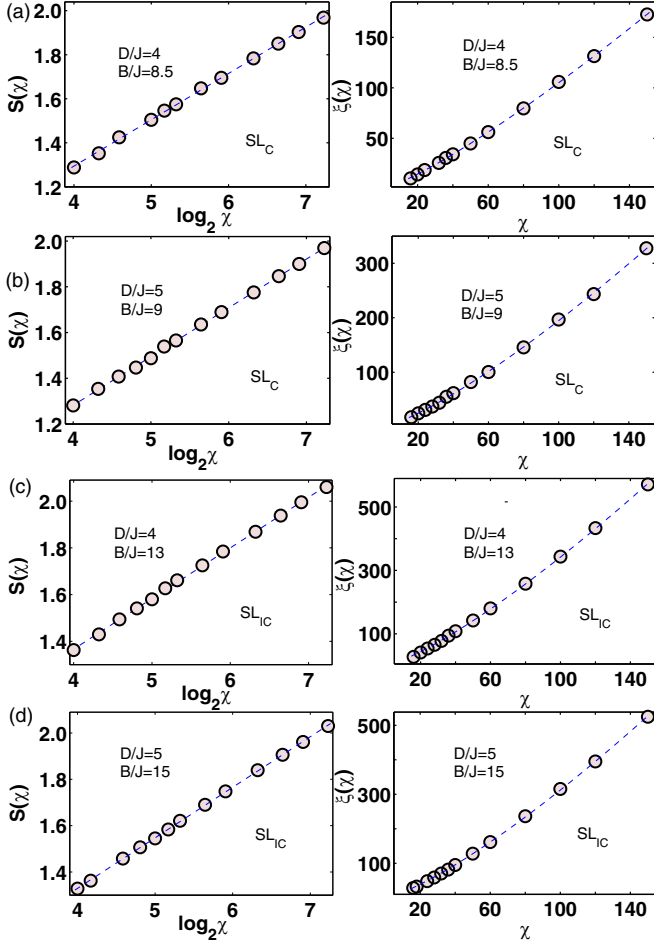 (a)
S(χ)
2.0
1.8
1.6
1.4
1.2
D/J=4
B/J=8.5
SL_C
4
5
6
7
log₂ χ
ξ(χ)
150
100
50
D/J=4
B/J=8.5
SL_C
20
60
100
140
χ
(b)
S(χ)
2.0
1.8
1.6
1.4
1.2
D/J=5
B/J=9
SL_C
4
5
6
7
log₂χ
ξ(χ)
300
200
100
D/J=5
B/J=9
SL_C
20
60
100
140
χ
(c)
S(χ)
2.0
1.8
1.6
1.4
D/J=4
B/J=13
SL_IC
4
5
6
7
log₂χ
ξ(χ)
500
300
100
D/J=4
B/J=13
SL_IC
20
60
100
140
χ
(d)
S(χ)
2.0
1.8
1.6
1.4
D/J=5
B/J=15
SL_IC
4
5
6
7
log₂χ
ξ(χ)
500
300
100
D/J=5
B/J=15
SL_IC
20
60
100
140
χ